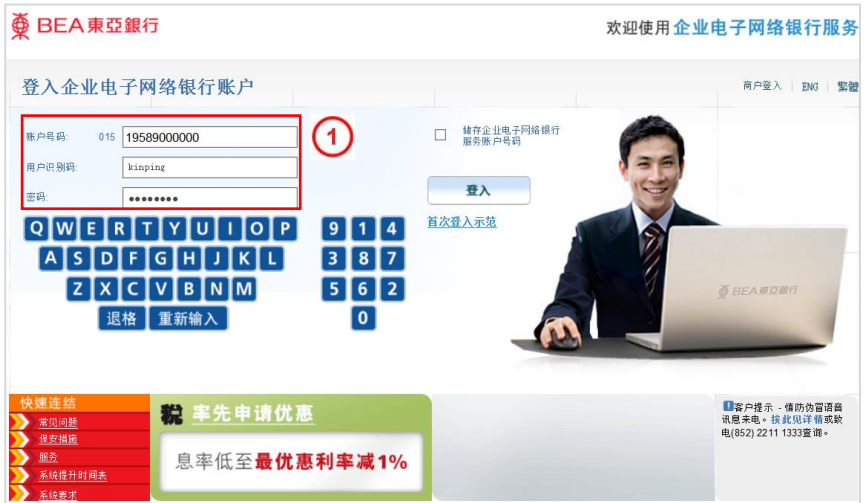 BEA東亞銀行
欢迎使用 企业电子网络银行服务
登入企业电子网络银行账户
商户登入 | ENG | 繁體
账户号码: 015 19589000000
1
储存企业电子网络银行
服务账户号码
用户识别码: kinping
密码: ••••••••
登入
首次登入示范
Q W E R T Y U I O P 9 1 4
A S D F G H J K L 3 8 7
Z X C V B N M 5 6 2
退格 重新输入 0
BEA東亞銀行
快速连结
常见问题
保安措施
服务
系统提升时间表
系统要求
税 率先申请优惠
息率低至最优惠利率减1%
客户提示 - 慎防伪冒语音
讯息来电。按此见详情或致
电(852) 2211 1333查询。